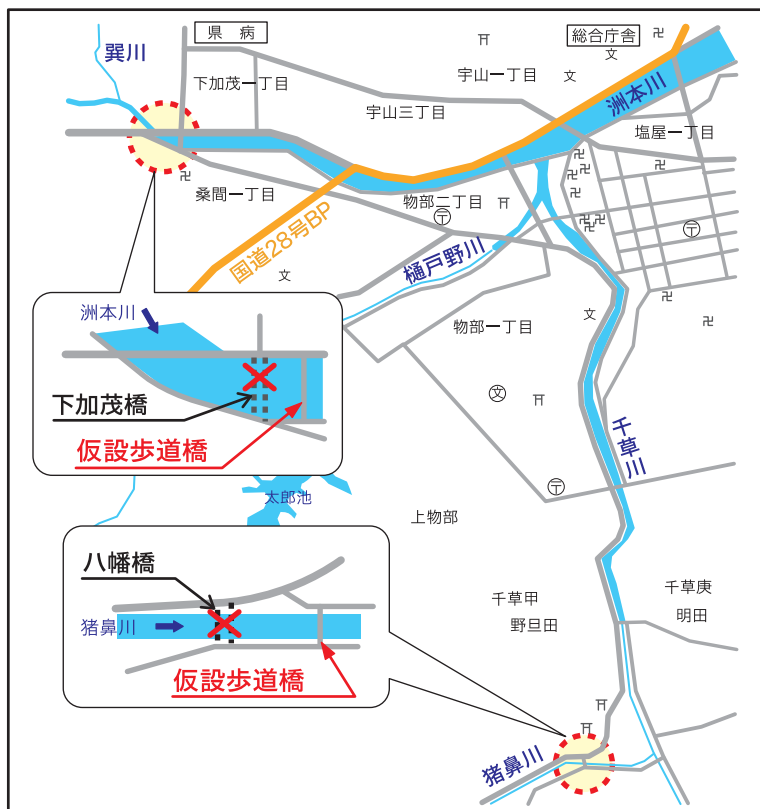 県 病
総合庁舎
巽川
下加茂一丁目
宇山一丁目
宇山三丁目
洲本川
塩屋一丁目
桑間一丁目
物部二丁目
国道28号BP
樋戸野川
物部一丁目
洲本川
下加茂橋
仮設歩道橋
千草川
太郎池
上物部
八幡橋
猪鼻川
仮設歩道橋
千草甲
野旦田
千草庚
明田
猪鼻川
文
文
文
文
文
〒
〒
〒